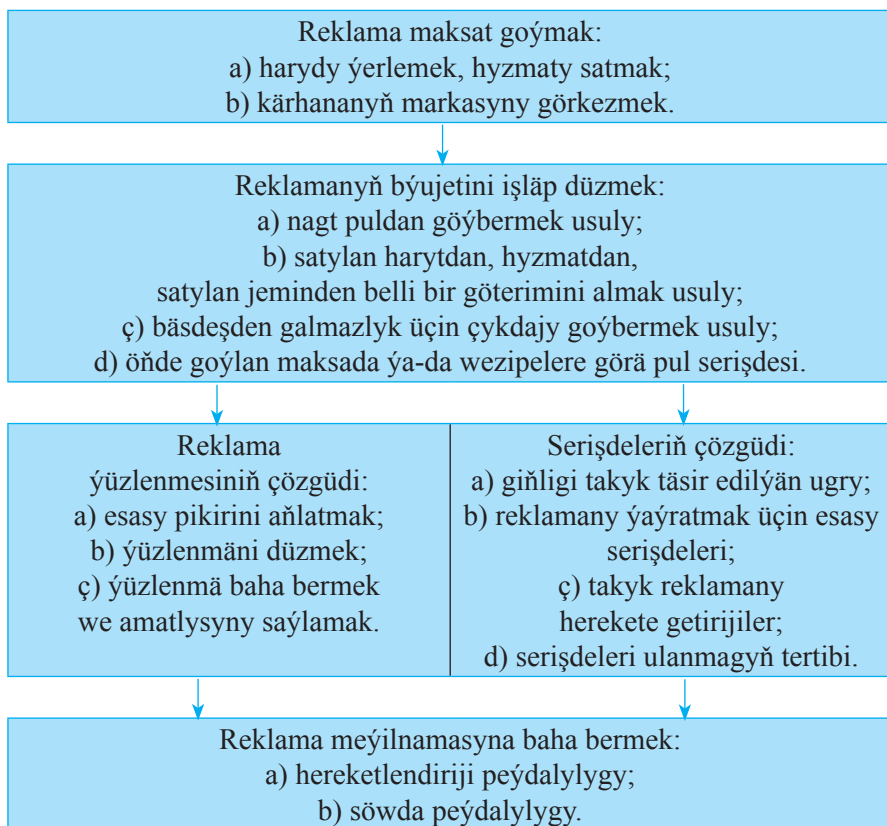 Reklama maksat goýmak:
a) harydy ýerlemek, hyzmaty satmak;
b) kärhananyň markasyny görkezmek.
Reklamanyň býujetini işläp düzmek:
a) nagt puldan göýbermek usuly;
b) satylan harytdan, hyzmatdan,
satylan jeminden belli bir göterimini almak usuly;
ç) bäsdeşden galmazlyk üçin çykdajy goýbermek usuly;
d) öňde goýlan maksada ýa-da wezipelere görä pul serişdesi.
Reklama
ýüzlenmesiniň çözgüdi:
a) esasy pikirini aňlatmak;
b) ýüzlenmäni düzmek;
ç) ýüzlenmä baha bermek
we amatlysyny saýlamak.
Serişdeleriň çözgüdi:
a) giňligi takyk täsir edilýän ugry;
b) reklamany ýaýratmak üçin esasy
serişdeleri;
ç) takyk reklamany
herekete getirijiler;
d) serişdeleri ulanmagyň tertibi.
Reklama meýilnamasyna baha bermek:
a) hereketlendiriji peýdalylygy;
b) söwda peýdalylygy.